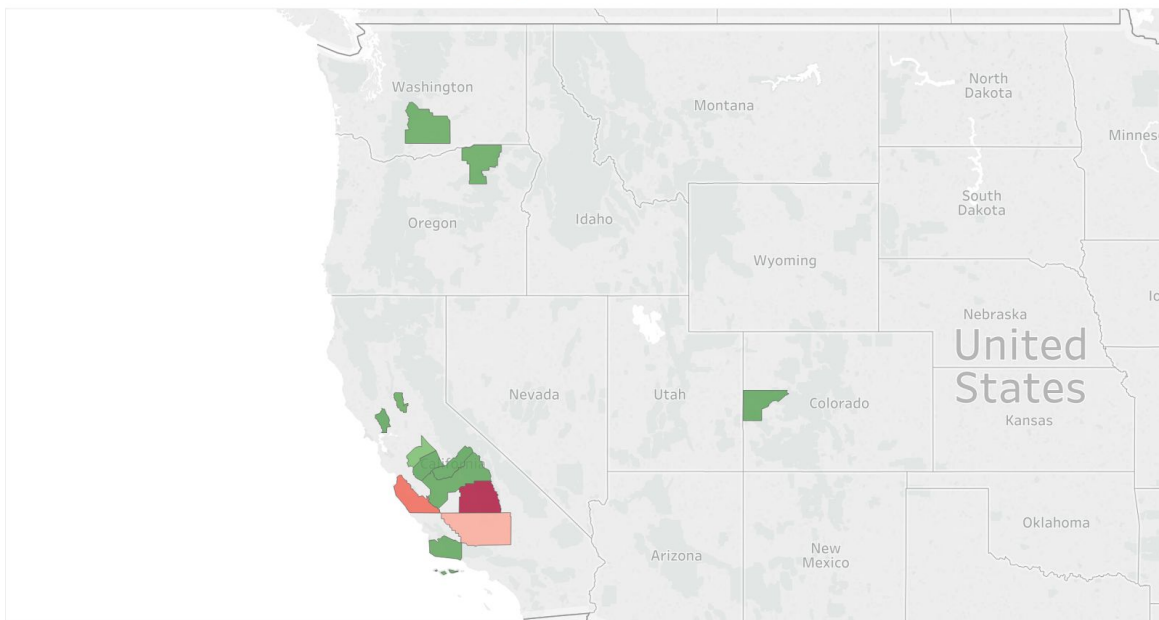 Washington
Montana
North
Dakota
Minnes
Oregon
Idaho
South
Dakota
Wyoming
Nebraska
United
States
Nevada
Utah
Colorado
Kansas
California
Oklahoma
Arizona
New
Mexico
Io